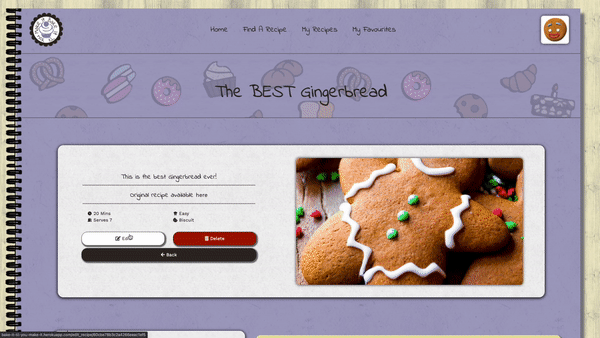 Home Find A Recipe My Recipes My Favourites
The BEST Gingerbread
This is the best gingerbread ever!
Original recipe available here
20 Mins Easy
Serves 7 Biscuit
Edit Delete
Back